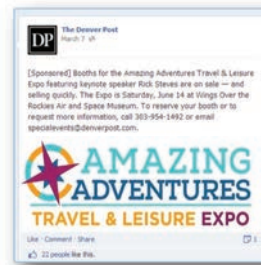 DP
The Denver Post
March 7
[Sponsored] Booths for the Amazing Adventures Travel & Leisure
Expo featuring keynote speaker Rick Steves are on sale — and
selling quickly. The Expo is Saturday, June 14 at Wings Over the
Rockies Air and Space Museum. To reserve your booth or to
request more information, call 303-954-1492 or email
specialevents@denverpost.com.
AMAZING
ADVENTURES
TRAVEL & LEISURE EXPO
Like · Comment · Share
1
22 people like this.